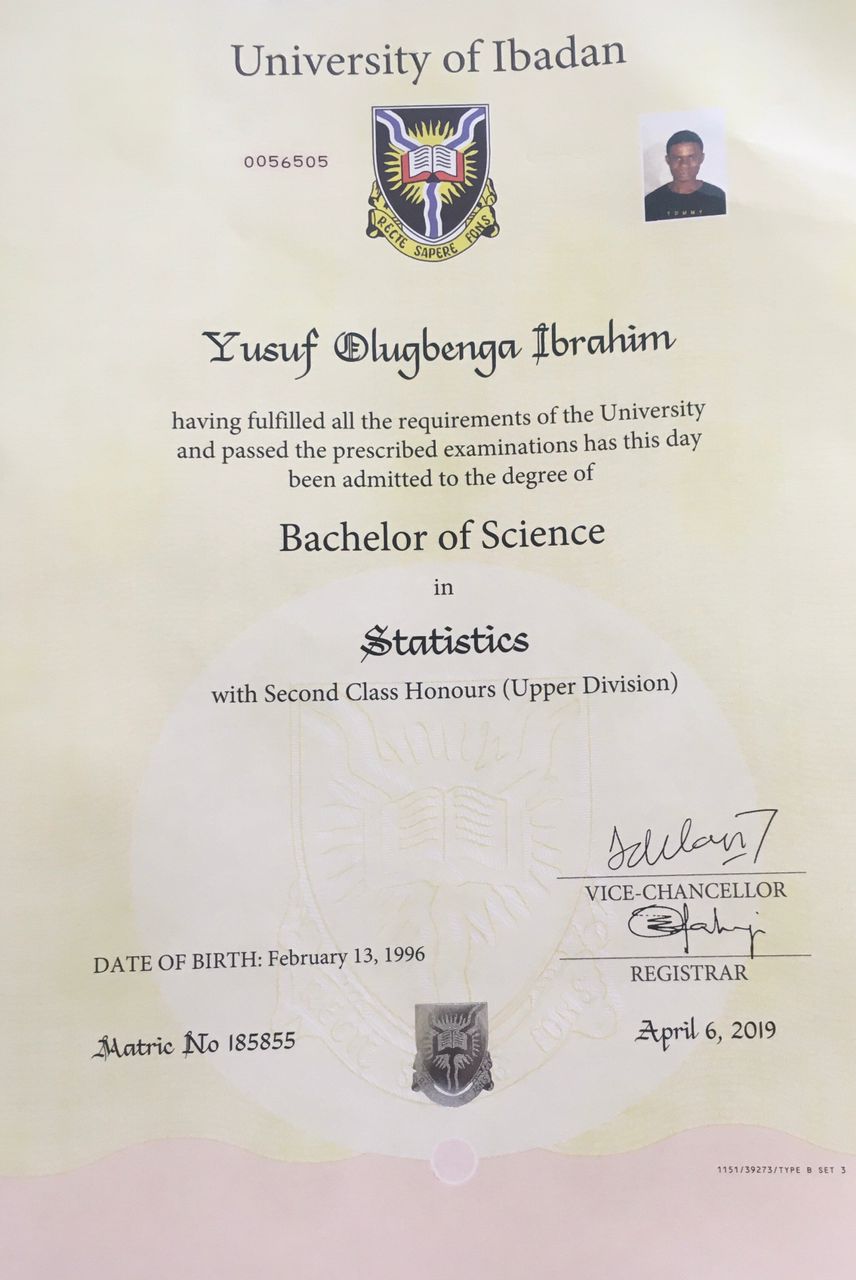 University of Ibadan
0056505
RECTE SAPERE FONS
TOMMY
Yusuf Olugbenga Ibrahim
having fulfilled all the requirements of the University
and passed the prescribed examinations has this day
been admitted to the degree of
Bachelor of Science
in
Statistics
with Second Class Honours (Upper Division)
VICE-CHANCELLOR
DATE OF BIRTH: February 13, 1996
REGISTRAR
RECTE FONS
Matric No 185855
April 6, 2019
1151/39273/TYPE B SET 3